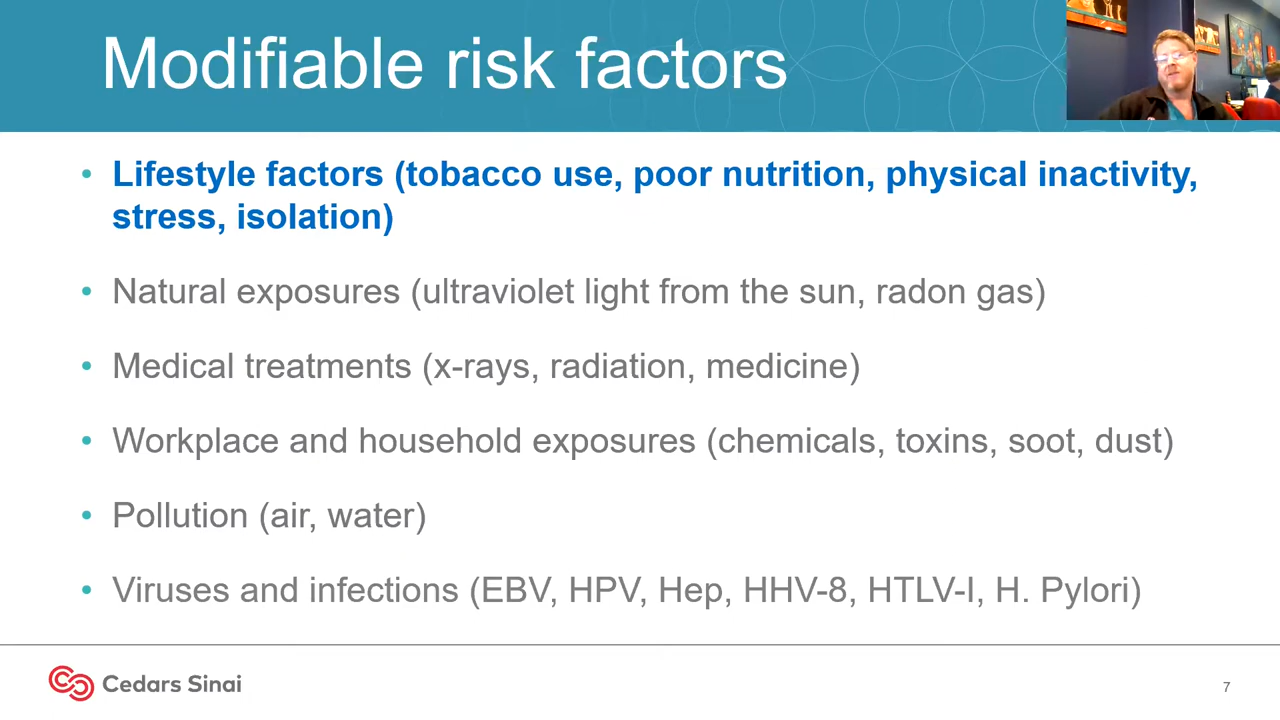 Modifiable risk factors
• Lifestyle factors (tobacco use, poor nutrition, physical inactivity,
stress, isolation)
• Natural exposures (ultraviolet light from the sun, radon gas)
• Medical treatments (x-rays, radiation, medicine)
• Workplace and household exposures (chemicals, toxins, soot, dust)
• Pollution (air, water)
• Viruses and infections (EBV, HPV, Hep, HHV-8, HTLV-I, H. Pylori)
Cedars Sinai
7